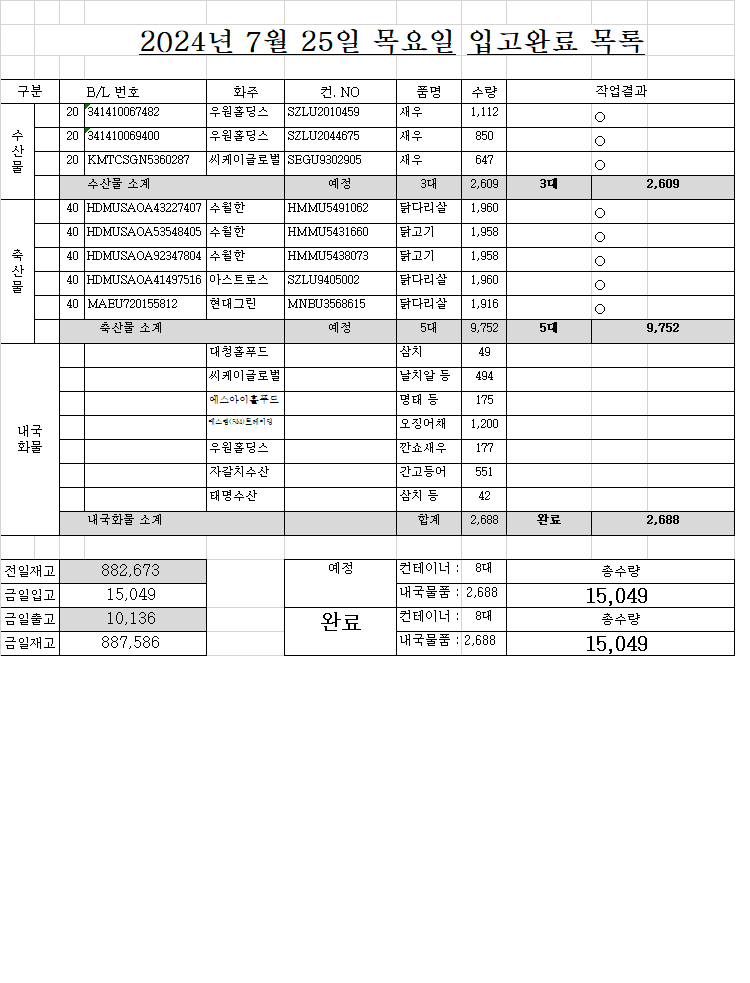 2024년 7월 25일 목요일 입고완료 목록
구분 B/L 번호 화주 컨. NO 품명 수량 작업결과
수산물
20 341410067482 우원홀딩스 SZLU2010459 새우 1,112 ○
20 341410069400 우원홀딩스 SZLU2044675 새우 850 ○
20 KMTCSGN5360287 씨케이글로벌 SEGU9302905 새우 647 ○
수산물 소계 예정 3대 2,609 3대 2,609
축산물
40 HDMUSAOA43227407 수월한 HMMU5491062 닭다리살 1,960 ○
40 HDMUSAOA53548405 수월한 HMMU5431660 닭고기 1,958 ○
40 HDMUSAOA92347804 수월한 HMMU5438073 닭고기 1,958 ○
40 HDMUSAOA41497516 아스트로스 SZLU9405002 닭다리살 1,960 ○
40 MAEU720155812 현대그린 MNBU3568615 닭다리살 1,916 ○
축산물 소계 예정 5대 9,752 5대 9,752
내국
화물
대청홀푸드 삼치 49
씨케이글로벌 날치알 등 494
에스아이홀푸드 명태 등 175
오징어채 1,200
우원홀딩스 깐쇼새우 177
자갈치수산 간고등어 551
태명수산 삼치 등 42
내국화물 소계 합계 2,688 완료 2,688
전일재고 882,673 예정 컨테이너 : 8대 총수량
금일입고 15,049 내국물품 : 2,688 15,049
금일출고 10,136 완료 컨테이너 : 8대 총수량
금일재고 887,586 내국물품 : 2,688 15,049